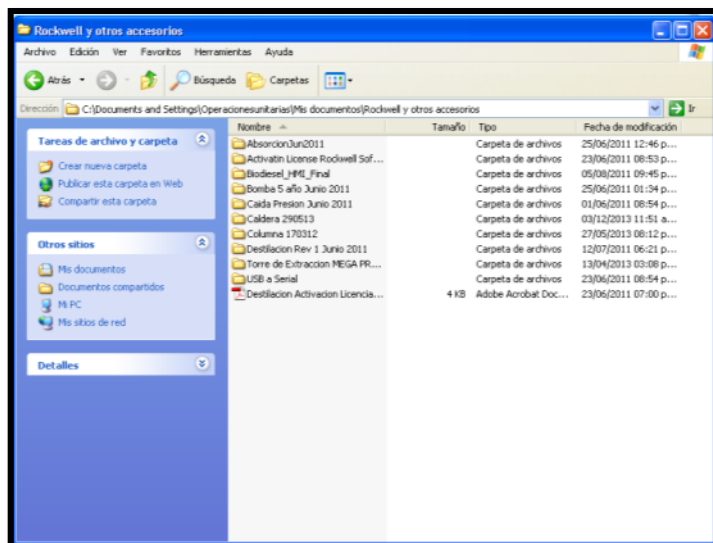 Rockwell y otros accesorios
Archivo Edición Ver Favoritos Herramientas Ayuda
Atrás Búsqueda Carpetas
Dirección C:\Documents and Settings\Operacionesunitarias\Mis documentos\Rockwell y otros accesorios Ir
Tareas de archivo y carpeta
Crear nueva carpeta
Publicar esta carpeta en Web
Compartir esta carpeta
Otros sitios
Mis documentos
Documentos compartidos
Mi PC
Mis sitios de red
Detalles
Nombre Tamaño Tipo Fecha de modificación
AbsorcionJun2011 Carpeta de archivos 25/06/2011 12:46 p...
Activatin License Rockwell Sof... Carpeta de archivos 23/06/2011 08:53 p...
Biodiesel_HMI_Final Carpeta de archivos 05/08/2011 09:45 p...
Bomba 5 año Junio 2011 Carpeta de archivos 25/06/2011 01:34 p...
Caida Presion Junio 2011 Carpeta de archivos 01/06/2011 08:54 p...
Caldera 290513 Carpeta de archivos 03/12/2013 11:51 a...
Columna 170312 Carpeta de archivos 27/05/2013 08:12 p...
Destilacion Rev 1 Junio 2011 Carpeta de archivos 12/07/2011 06:21 p...
Torre de Extraccion MEGA PR... Carpeta de archivos 13/04/2013 03:08 p...
USB a Serial Carpeta de archivos 23/06/2011 08:54 p...
Destilacion Activacion Licencia... 4 KB Adobe Acrobat Doc... 23/06/2011 07:00 p...